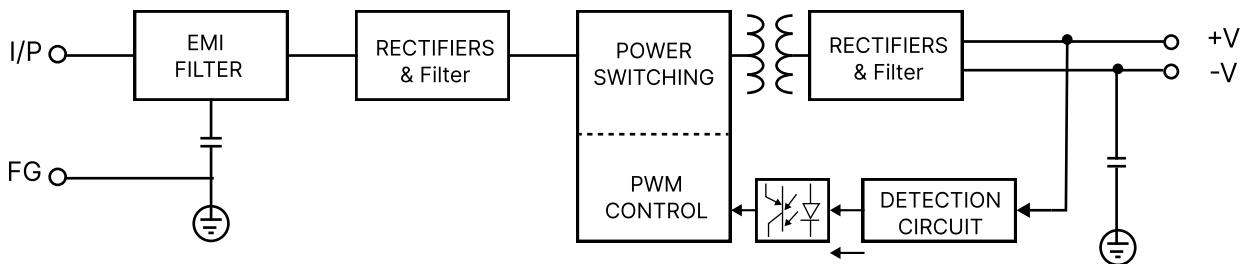 I/P
EMI
FILTER
RECTIFIERS
& Filter
POWER
SWITCHING
RECTIFIERS
& Filter
+V
-V
FG
PWM
CONTROL
DETECTION
CIRCUIT